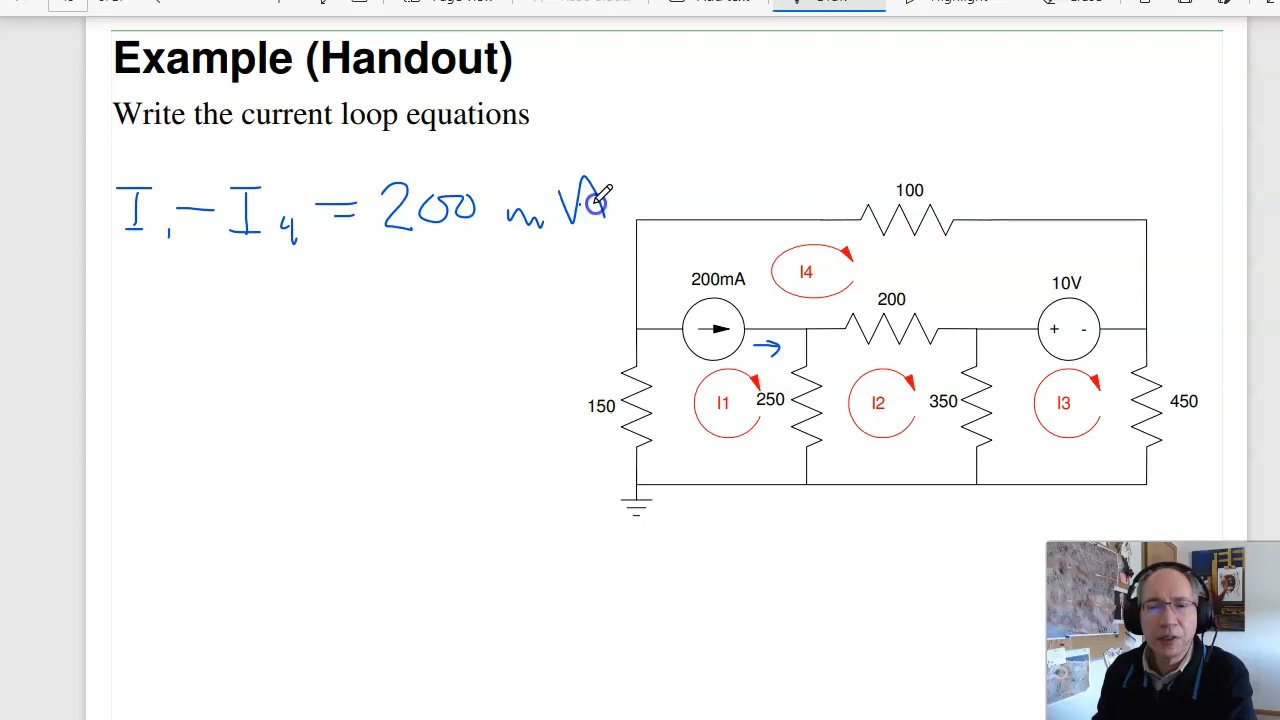 Example (Handout)
Write the current loop equations
I₁ - I₄ = 200 mA
100
I4
200mA
200
10V
+ -
150
I1
250
I2
350
I3
450